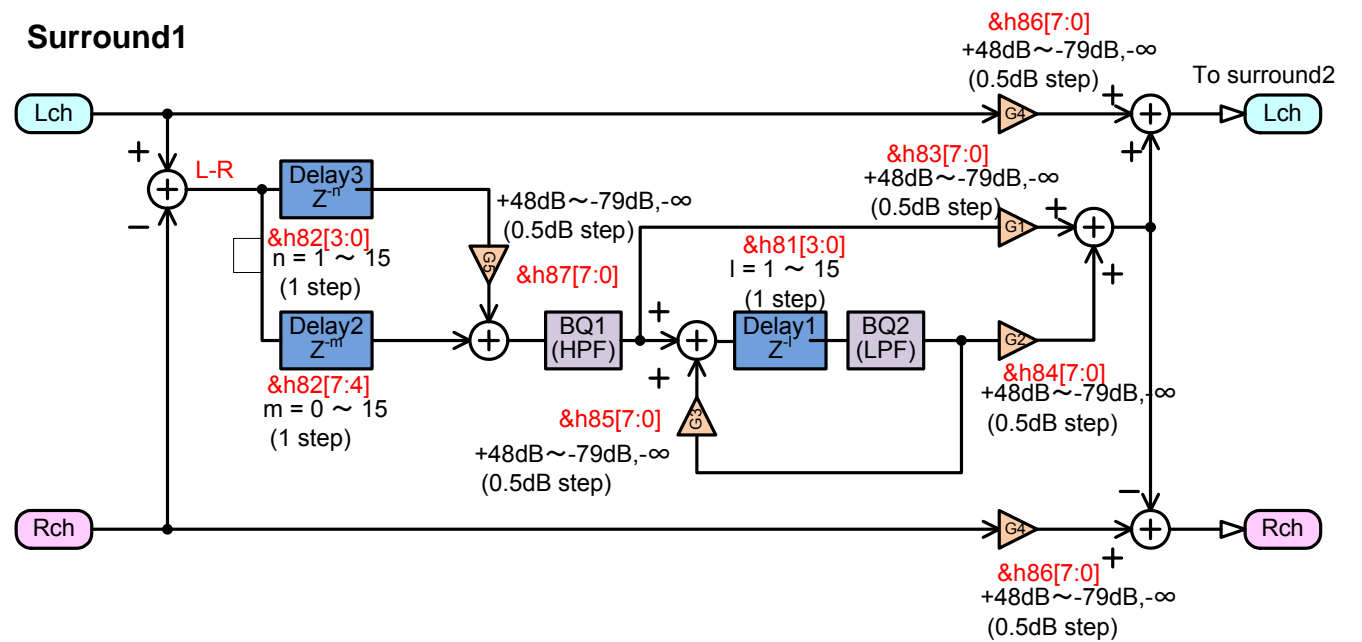 Surround1
&h86[7:0]
+48dB～-79dB,-∞
(0.5dB step)
To surround2
Lch
G4
+
+
Lch
+
+
L-R
Delay3
Z-n
+48dB～-79dB,-∞
(0.5dB step)
&h83[7:0]
+48dB～-79dB,-∞
(0.5dB step)
G1
+
+
+
−
&h82[3:0]
n = 1 ～ 15
(1 step)
G5
&h87[7:0]
&h81[3:0]
l = 1 ～ 15
(1 step)
Delay2
Z-m
+
BQ1
(HPF)
+
+
+
Delay1
Z-l
BQ2
(LPF)
G2
&h82[7:4]
m = 0 ～ 15
(1 step)
&h85[7:0]
G3
+48dB～-79dB,-∞
(0.5dB step)
&h84[7:0]
+48dB～-79dB,-∞
(0.5dB step)
Rch
G4
−
+
+
Rch
&h86[7:0]
+48dB～-79dB,-∞
(0.5dB step)